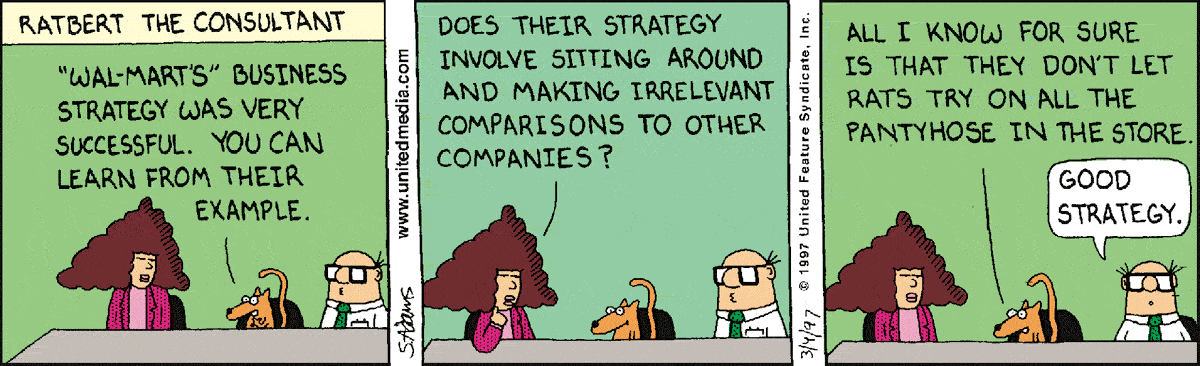 RATBERT THE CONSULTANT
"WAL-MART'S" BUSINESS
STRATEGY WAS VERY
SUCCESSFUL. YOU CAN
LEARN FROM THEIR
EXAMPLE.
www.unitedmedia.com
S.Adams
DOES THEIR STRATEGY
INVOLVE SITTING AROUND
AND MAKING IRRELEVANT
COMPARISONS TO OTHER
COMPANIES?
© 1997 United Feature Syndicate, Inc.
3/4/97
ALL I KNOW FOR SURE
IS THAT THEY DON'T LET
RATS TRY ON ALL THE
PANTYHOSE IN THE STORE.
GOOD
STRATEGY.